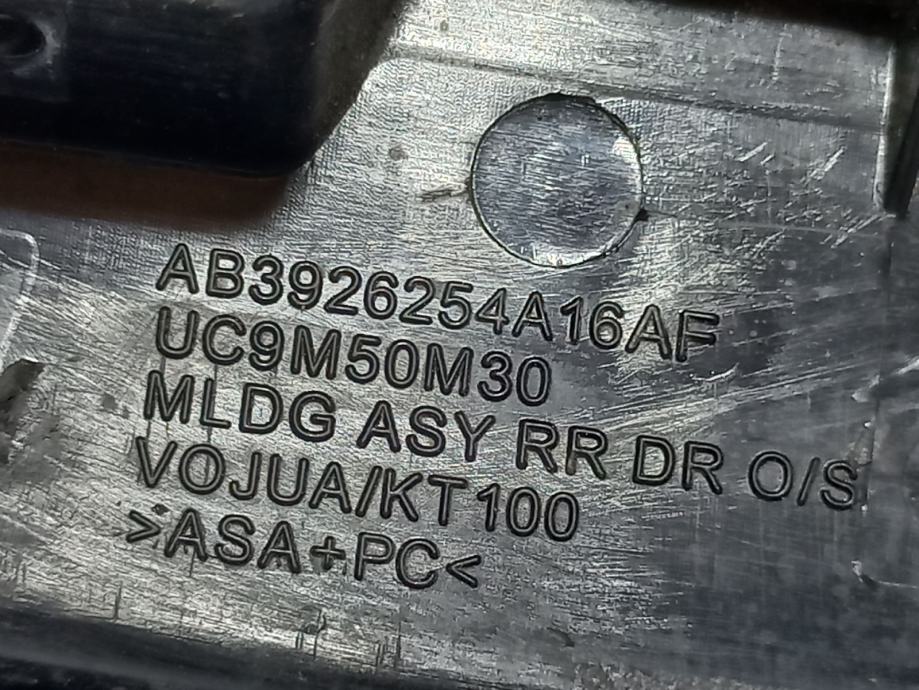 AB3926254A16AF
UC9M50M30
MLDG ASY RR DR O/S
VOJUA/KT100
>ASA+PC<